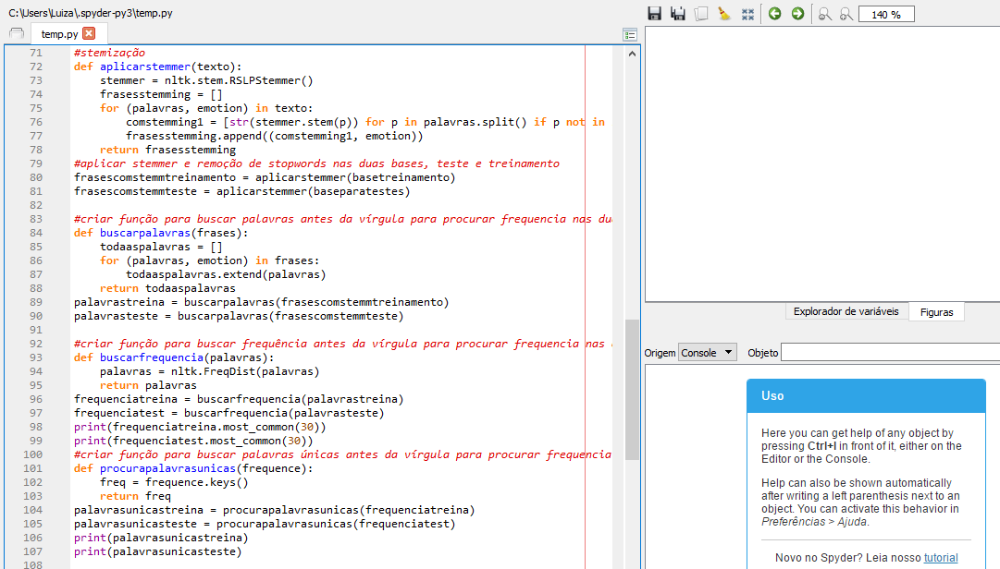 C:\Users\Luiza\.spyder-py3\temp.py
temp.py
140 %
71 #stemização
72 def aplicarstemmer(texto):
73 stemmer = nltk.stem.RSLPStemmer()
74 frasesstemming = []
75 for (palavras, emotion) in texto:
76 comstemming1 = [str(stemmer.stem(p)) for p in palavras.split() if p not in
77 frasesstemming.append((comstemming1, emotion))
78 return frasesstemming
79 #aplicar stemmer e remoção de stopwords nas duas bases, teste e treinamento
80 frasescomstemmtreinamento = aplicarstemmer(basetreinamento)
81 frasescomstemmteste = aplicarstemmer(baseparatestes)
82
83 #criar função para buscar palavras antes da vírgula para procurar frequencia nas du
84 def buscarpalavras(frases):
85 todaaspalavras = []
86 for (palavras, emotion) in frases:
87 todaaspalavras.extend(palavras)
88 return todaaspalavras
89 palavrastreina = buscarpalavras(frasescomstemmtreinamento)
90 palavrasteste = buscarpalavras(frasescomstemmteste)
91
92 #criar função para buscar frequência antes da vírgula para procurar frequencia nas
93 def buscarfrequencia(palavras):
94 palavras = nltk.FreqDist(palavras)
95 return palavras
96 frequenciatreina = buscarfrequencia(palavrastreina)
97 frequenciatest = buscarfrequencia(palavrasteste)
98 print(frequenciatreina.most_common(30))
99 print(frequenciatest.most_common(30))
100 #criar função para buscar palavras únicas antes da vírgula para procurar frequencia
101 def procurapalavrasunicas(frequence):
102 freq = frequence.keys()
103 return freq
104 palavrasunicastreina = procurapalavrasunicas(frequenciatreina)
105 palavrasunicasteste = procurapalavrasunicas(frequenciatest)
106 print(palavrasunicastreina)
107 print(palavrasunicasteste)
108
Explorador de variáveis
Figuras
Origem Console Objeto
Uso
Here you can get help of any object by
pressing Ctrl+I in front of it, either on the
Editor or the Console.
Help can also be shown automatically
after writing a left parenthesis next to an
object. You can activate this behavior in
Preferências > Ajuda.
Novo no Spyder? Leia nosso tutorial